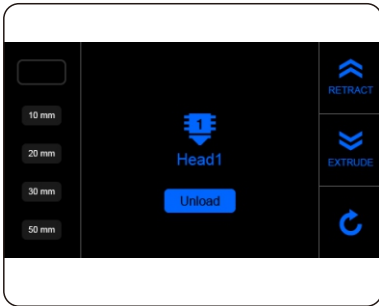 10 mm
20 mm
30 mm
50 mm
1
Head1
Unload
RETRACT
EXTRUDE